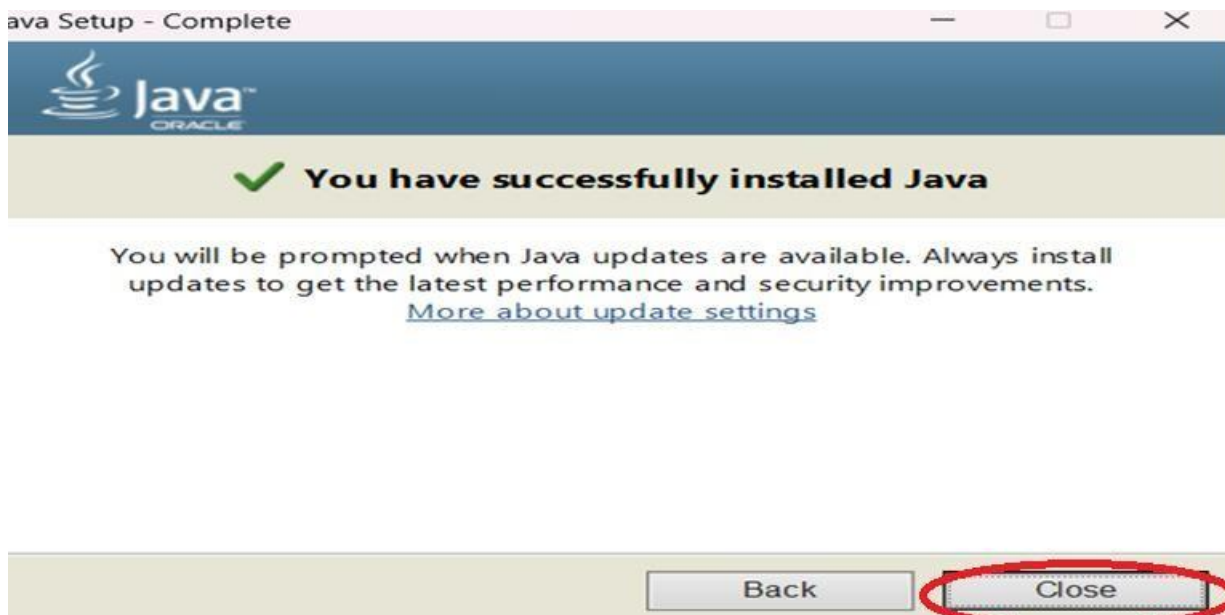 ava Setup - Complete
Java™
ORACLE
You have successfully installed Java
You will be prompted when Java updates are available. Always install
updates to get the latest performance and security improvements.
More about update settings
Back
Close